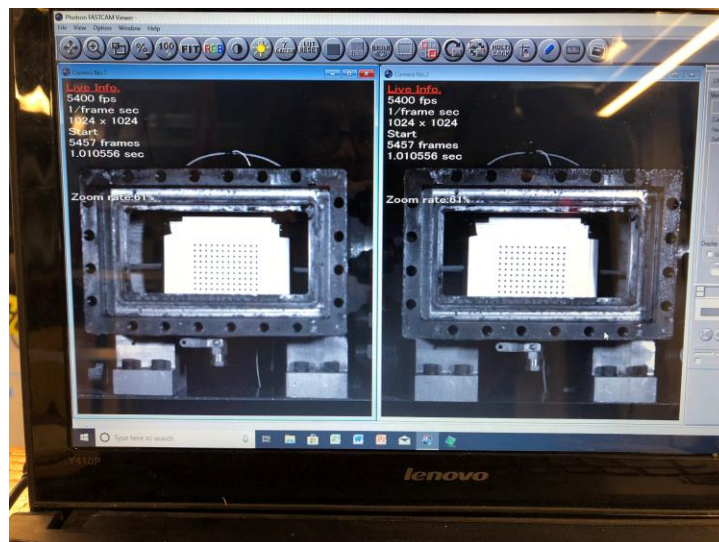 Photron FASTCAM Viewer -
File View Option Window Help
100 FIT RGB
Camera No.1
Live Info.
5400 fps
1/frame sec
1024 x 1024
Start
5457 frames
1.010556 sec
Zoom rate:61%
Camera No.2
Live Info.
5400 fps
1/frame sec
1024 x 1024
Start
5457 frames
1.010556 sec
Zoom rate:61%
Type here to search
Y410P
lenovo